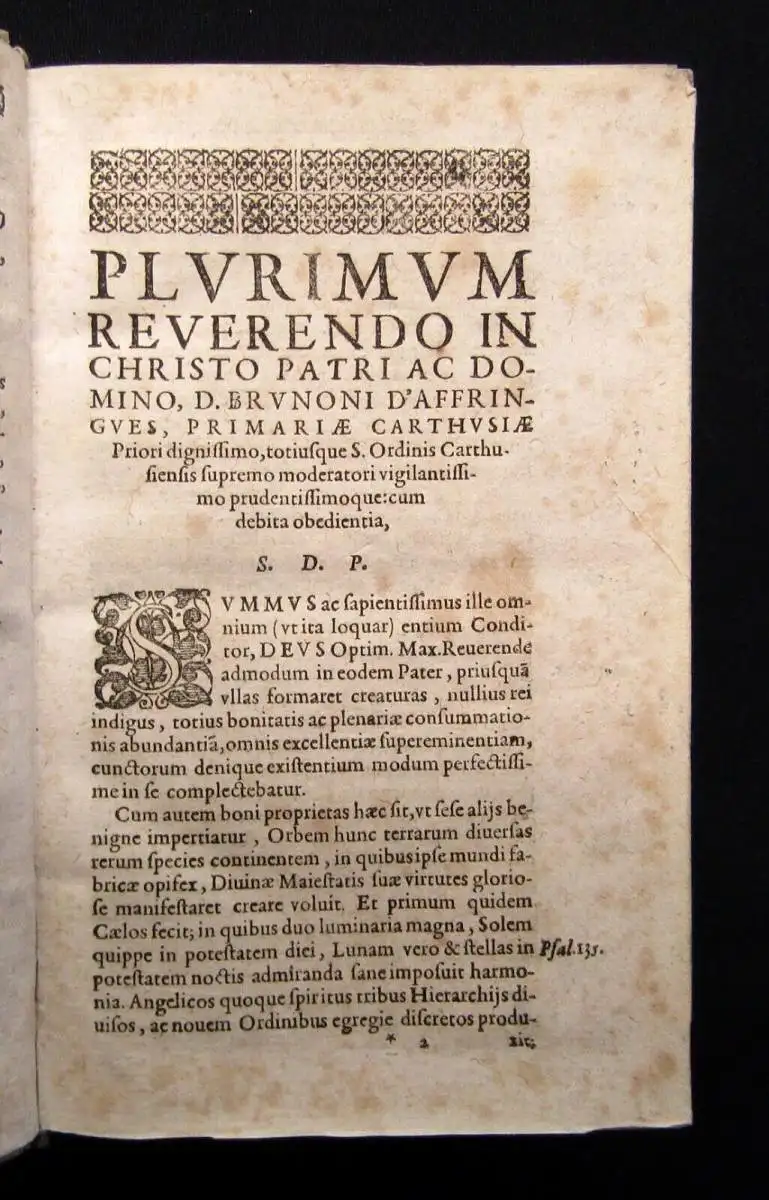 PLVRIMVM
REVERENDO IN
CHRISTO PATRI AC DO-
MINO, D. BRVNONI D'AFFRIN-
GVES, PRIMARIÆ CARTHVSIÆ
Priori digniſſimo, totiuſque S. Ordinis Carthu-
ſienſis ſupremo moderatori vigilantiſſi-
mo prudentiſſimoque: cum
debita obedientia,
S. D. P.
SVMMVS ac ſapientiſſimus ille om-
nium (vt ita loquar) entium Condi-
tor, DEVS Optim. Max. Reuerende
admodum in eodem Pater, priuſquã
vllas formaret creaturas, nullius rei
indigus, totius bonitatis ac plenariæ conſummatio-
nis abundantiã, omnis excellentiæ ſupereminentiam,
cunctorum denique exiſtentium modum perfectiſſi-
me in ſe complectebatur.
Cum autem boni proprietas hæc ſit, vt ſeſe alijs be-
nigne impertiatur, Orbem hunc terrarum diuerſas
rerum ſpecies continentem, in quibus ipſe mundi fa-
bricæ opifex, Diuinæ Maieſtatis ſuæ virtutes glorio-
ſe manifeſtaret creare voluit. Et primum quidem
Cælos fecit; in quibus duo luminaria magna, Solem
quippe in poteſtatem diei, Lunam vero & ſtellas in Pſal. 135.
poteſtatem noctis admiranda ſane impoſuit harmo-
nia. Angelicos quoque ſpiritus tribus Hierarchijs di-
uiſos, ac nouem Ordinibus egregie diſcretos produ-
* 2 xit;